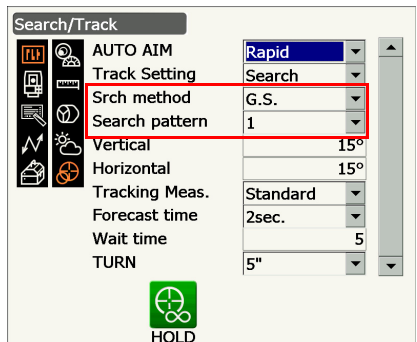 Search/Track
AUTO AIM Rapid
Track Setting Search
Srch method G.S.
Search pattern 1
Vertical 15°
Horizontal 15°
Tracking Meas. Standard
Forecast time 2sec.
Wait time 5
TURN 5"
HOLD